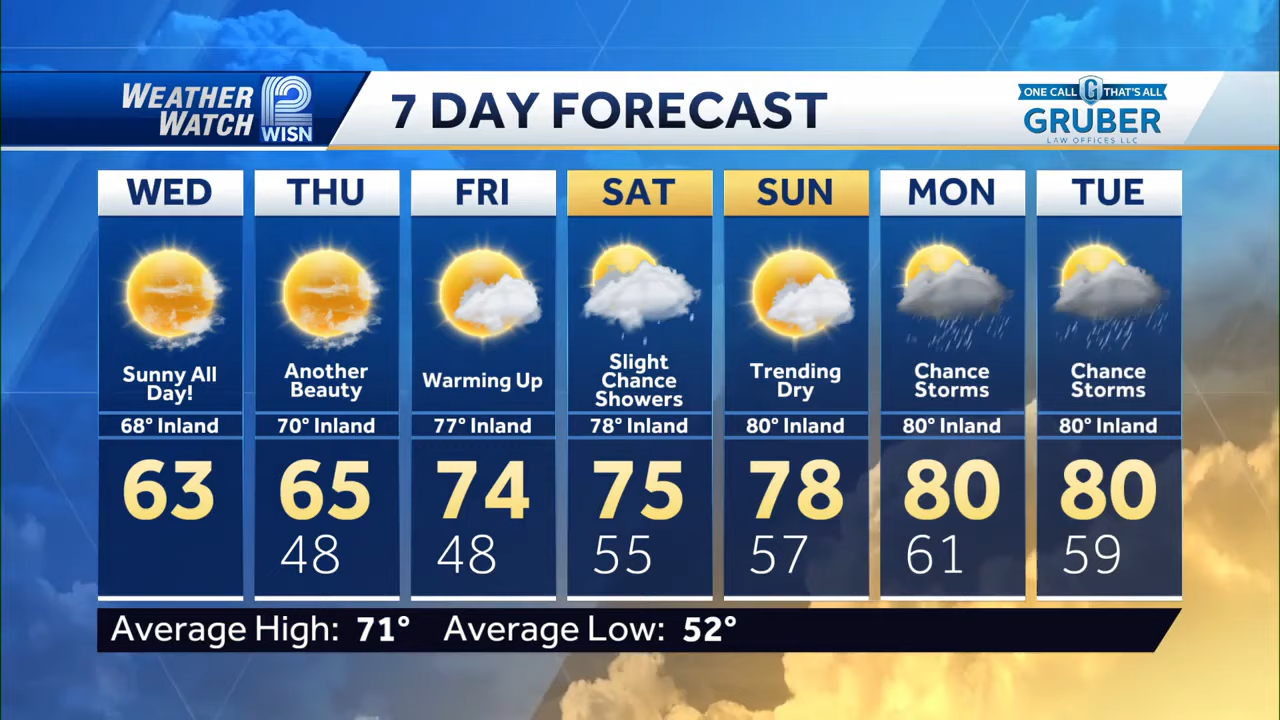 WEATHER
WATCH
12
WISN
7 DAY FORECAST
ONE CALL G THAT'S ALL
GRUBER
LAW OFFICES LLC
WED
THU
FRI
SAT
SUN
MON
TUE
Sunny All
Day!
Another
Beauty
Warming Up
Slight
Chance
Showers
Trending
Dry
Chance
Storms
Chance
Storms
68° Inland
70° Inland
77° Inland
78° Inland
80° Inland
80° Inland
80° Inland
63
65
74
75
78
80
80
48
48
55
57
61
59
Average High: 71° Average Low: 52°